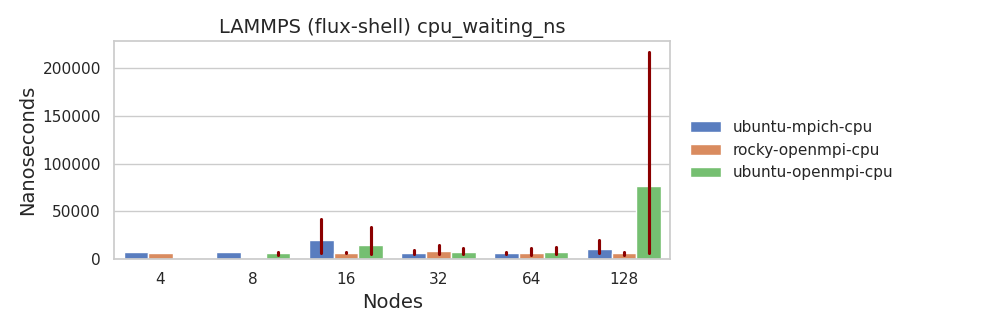 LAMMPS (flux-shell) cpu_waiting_ns
Nanoseconds
200000
150000
100000
50000
0
4 8 16 32 64 128
Nodes
ubuntu-mpich-cpu
rocky-openmpi-cpu
ubuntu-openmpi-cpu